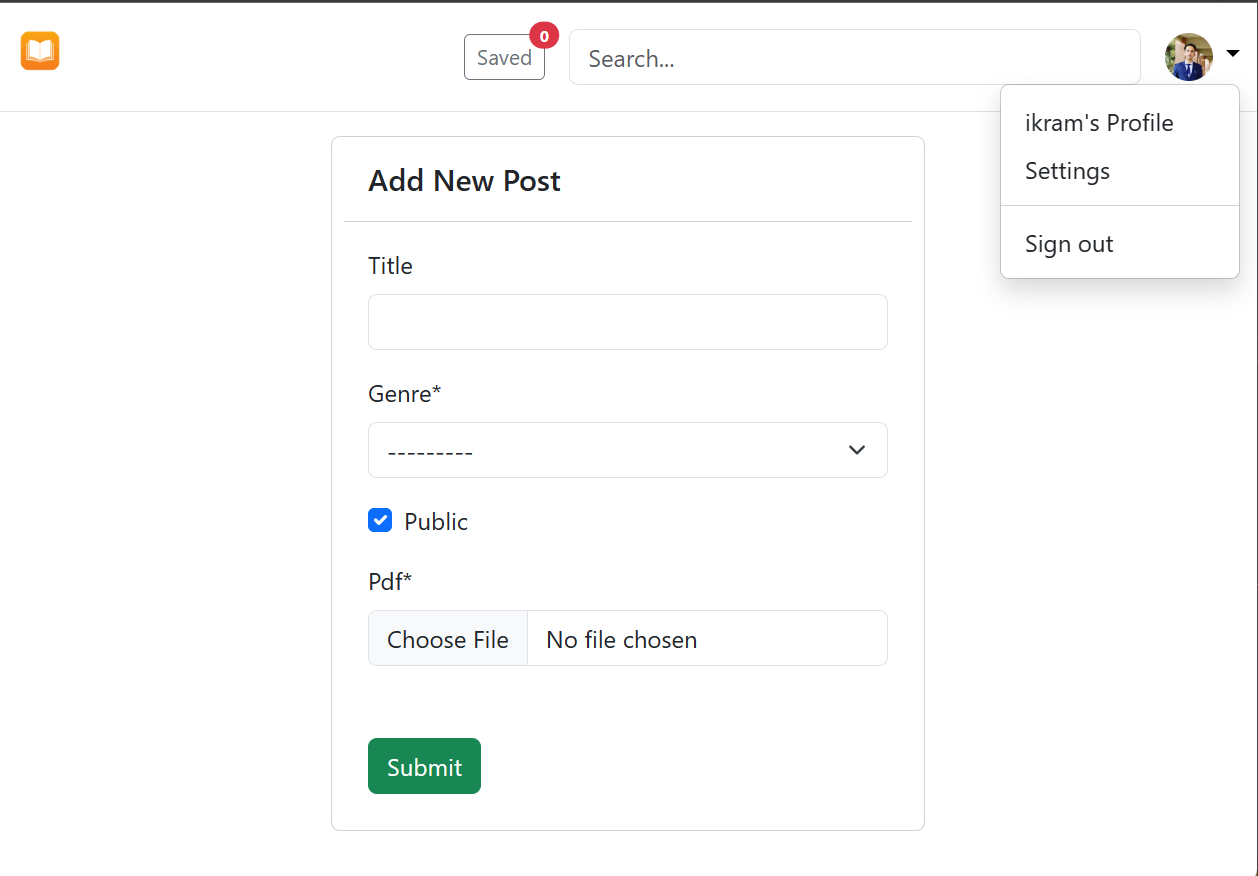 Saved
0
Search...
ikram's Profile
Settings
Sign out
Add New Post
Title
Genre*
---------
Public
Pdf*
Choose File No file chosen
Submit